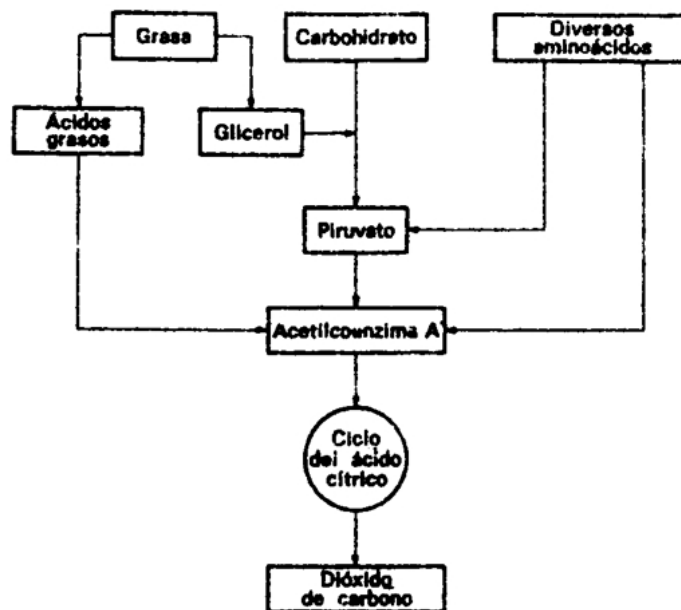 Grasa
Carbohidrato
Diversos
aminoácidos
Ácidos
grasos
Glicerol
Piruvato
Acetilcoenzima A
Ciclo
del ácido
cítrico
Dióxido
de carbono